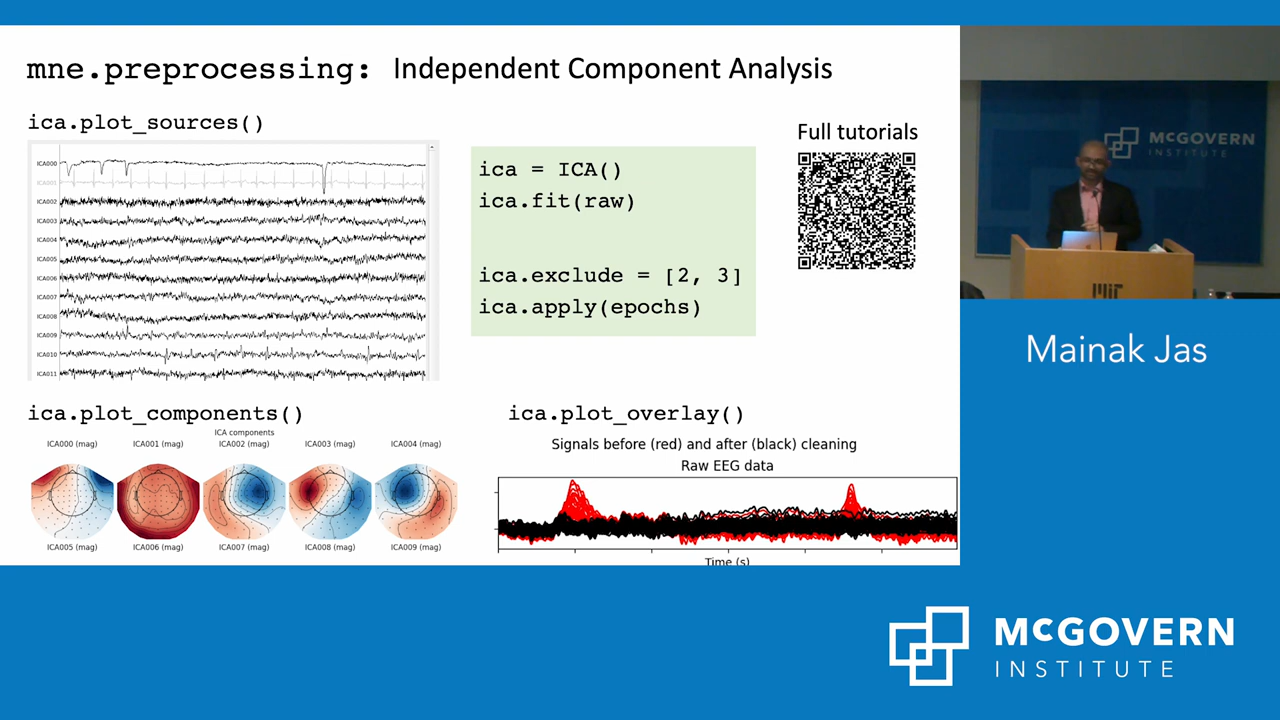 mne.preprocessing: Independent Component Analysis
ica.plot_sources()
ICA000
ICA001
ICA002
ICA003
ICA004
ICA005
ICA006
ICA007
ICA008
ICA009
ICA010
ICA011
ica = ICA()
ica.fit(raw)
ica.exclude = [2, 3]
ica.apply(epochs)
Full tutorials
ica.plot_components()
ICA components
ICA000 (mag) ICA001 (mag) ICA002 (mag) ICA003 (mag) ICA004 (mag)
ICA005 (mag) ICA006 (mag) ICA007 (mag) ICA008 (mag) ICA009 (mag)
ica.plot_overlay()
Signals before (red) and after (black) cleaning
Raw EEG data
Time (s)
McGOVERN
INSTITUTE
MIT
Mainak Jas
McGOVERN
INSTITUTE